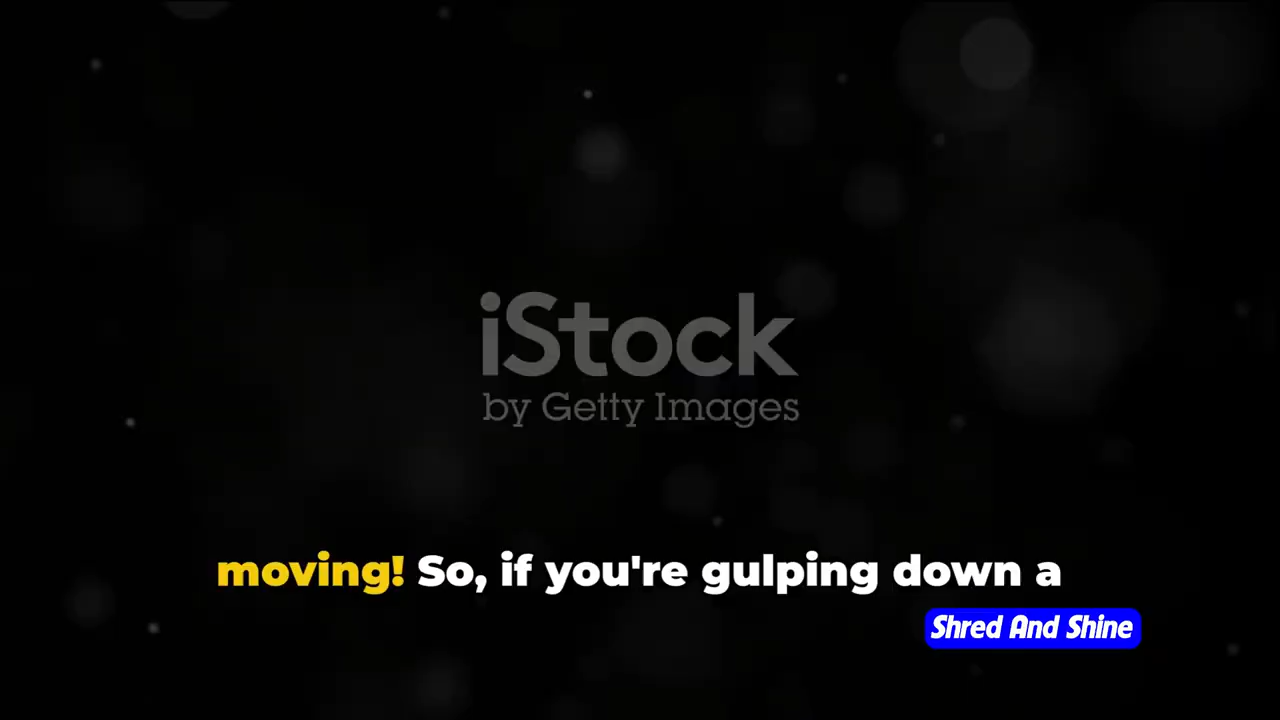 iStock
by Getty Images
moving! So, if you're gulping down a
Shred And Shine